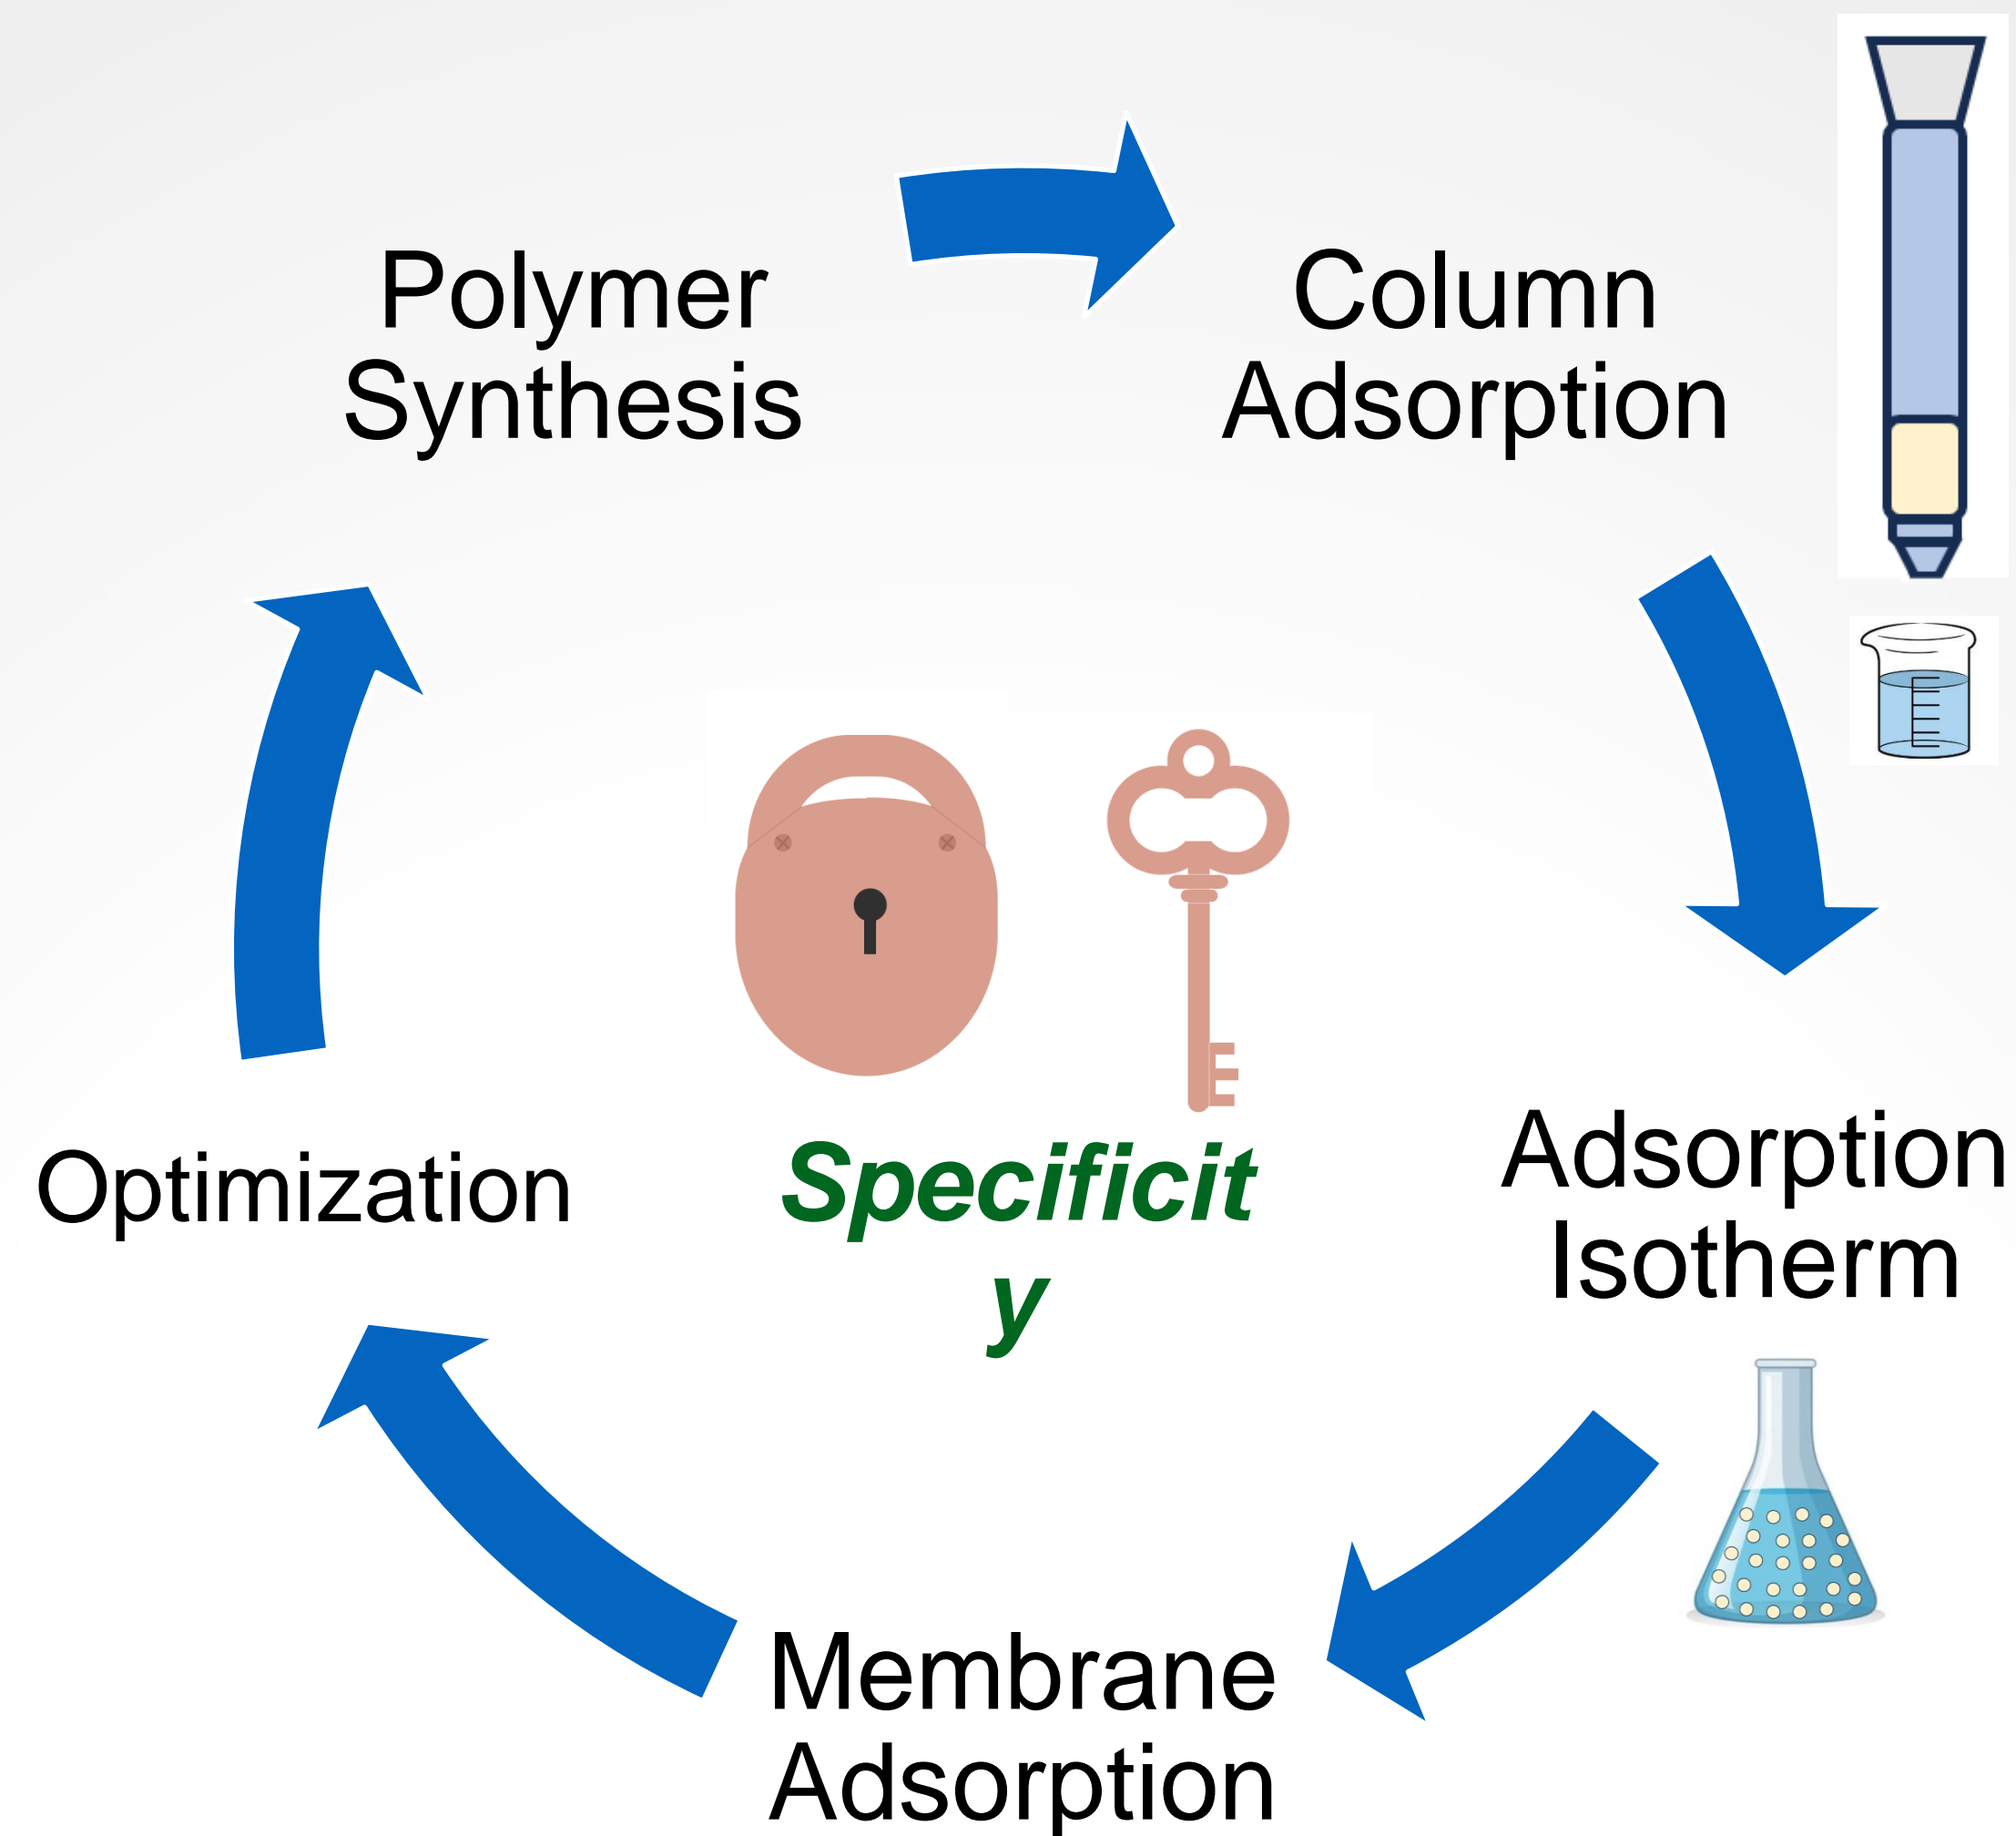 Polymer
Synthesis
Column
Adsorption
Adsorption
Isotherm
Membrane
Adsorption
Optimization
Specificit
y